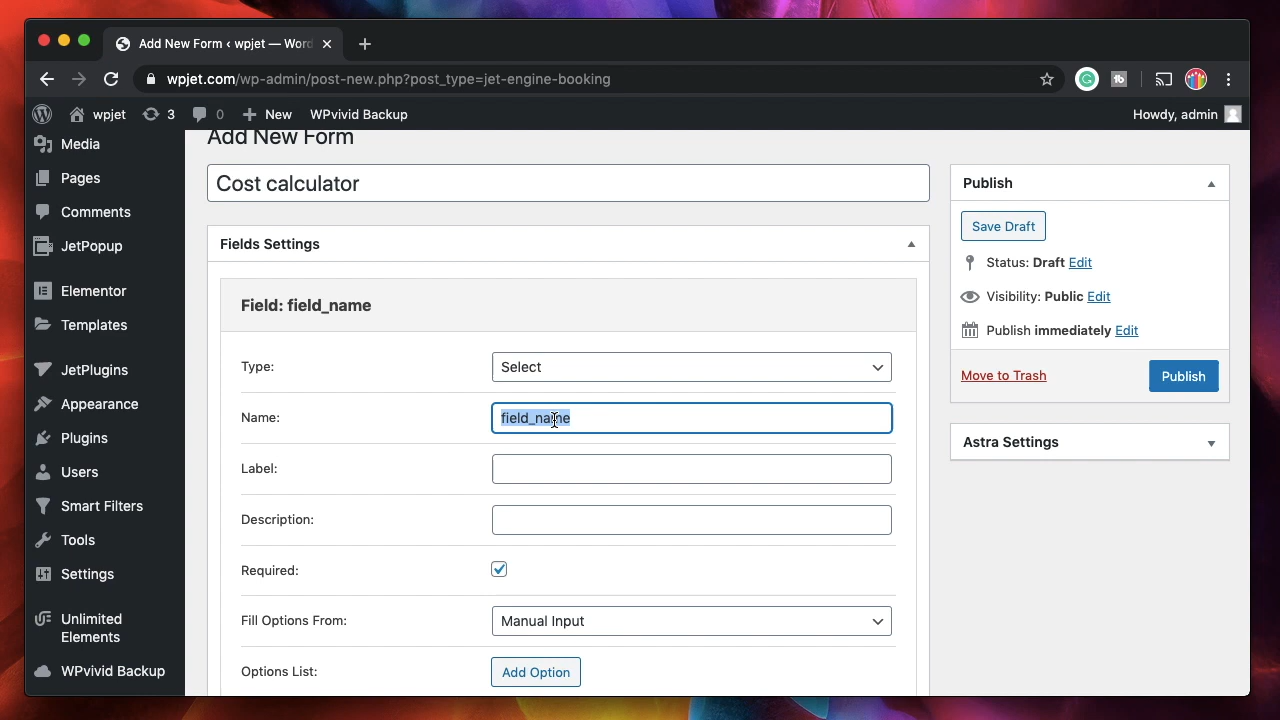 Add New Form ‹ wpjet — Word
wpjet.com/wp-admin/post-new.php?post_type=jet-engine-booking
wpjet
3
0
New
WPvivid Backup
Howdy, admin
Media
Pages
Comments
JetPopup
Elementor
Templates
JetPlugins
Appearance
Plugins
Users
Smart Filters
Tools
Settings
Unlimited
Elements
WPvivid Backup
Add New Form
Cost calculator
Fields Settings
Field: field_name
Type:
Select
Name:
field_name
Label:
Description:
Required:
Fill Options From:
Manual Input
Options List:
Add Option
Publish
Save Draft
Status: Draft Edit
Visibility: Public Edit
Publish immediately Edit
Move to Trash
Publish
Astra Settings